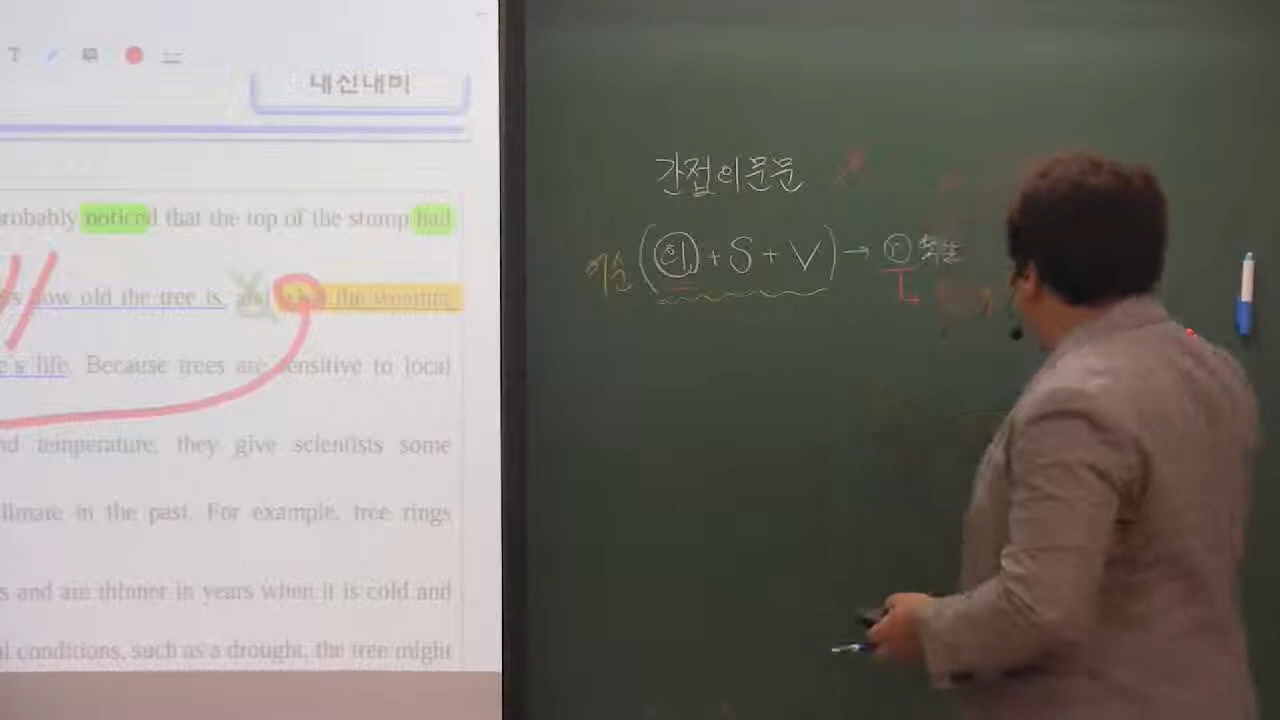 내신내미
probably noticed that the top of the stump had
how old the tree is, and what the weather
e's life. Because trees are sensitive to local
nd temperature, they give scientists some
limate in the past. For example, tree rings
s and are thinner in years when it is cold and
l conditions, such as a drought, the tree might
간접의문문 X
어순 (의 + S + V) → ①